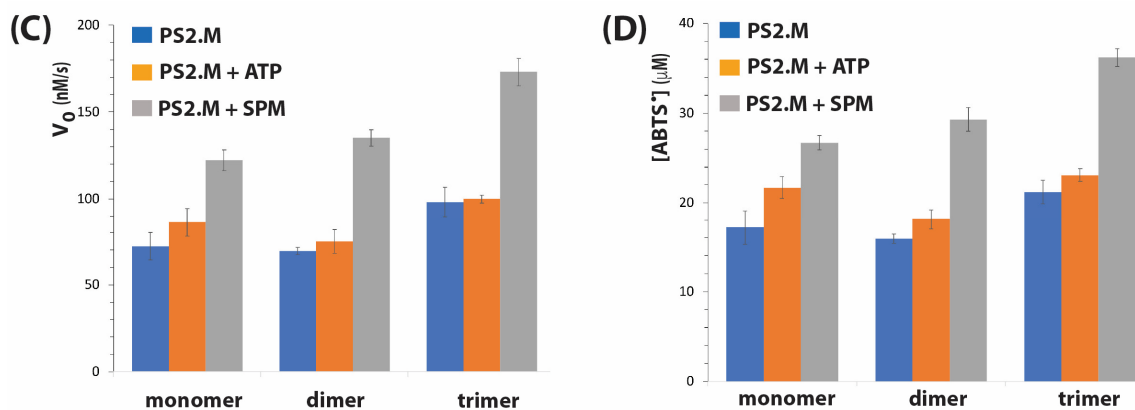 (C)
PS2.M
PS2.M + ATP
PS2.M + SPM
V0 (nM/s)
200
150
100
50
0
monomer dimer trimer
(D)
PS2.M
PS2.M + ATP
PS2.M + SPM
[ABTS•] (μM)
40
30
20
10
0
monomer dimer trimer